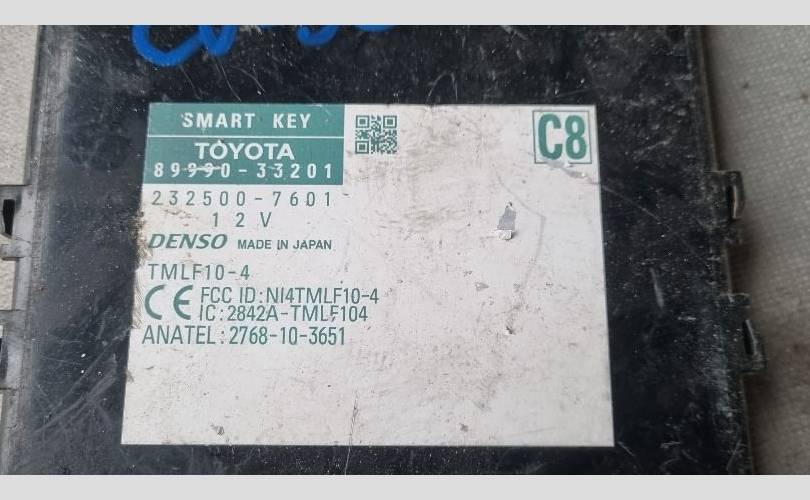 SMART KEY
TOYOTA
89990-33201
C8
232500-7601
12V
DENSO MADE IN JAPAN
TMLF10-4
CE FCC ID:NI4TMLF10-4
IC:2842A-TMLF104
ANATEL:2768-10-3651